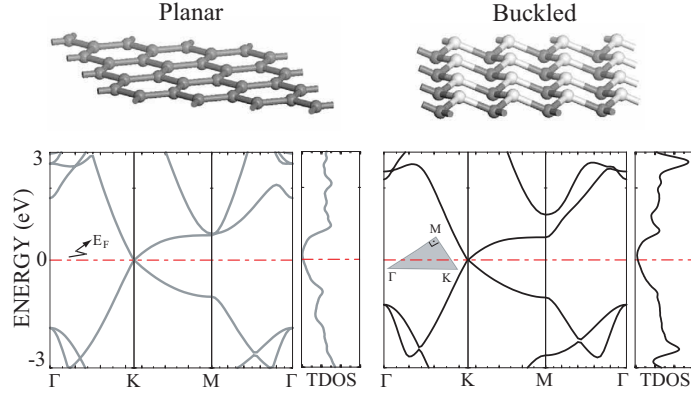 Planar
Buckled
ENERGY (eV)
3
0
-3
E_F
Γ
K
M
Γ
TDOS
M
Γ
K
Γ
K
M
Γ
TDOS